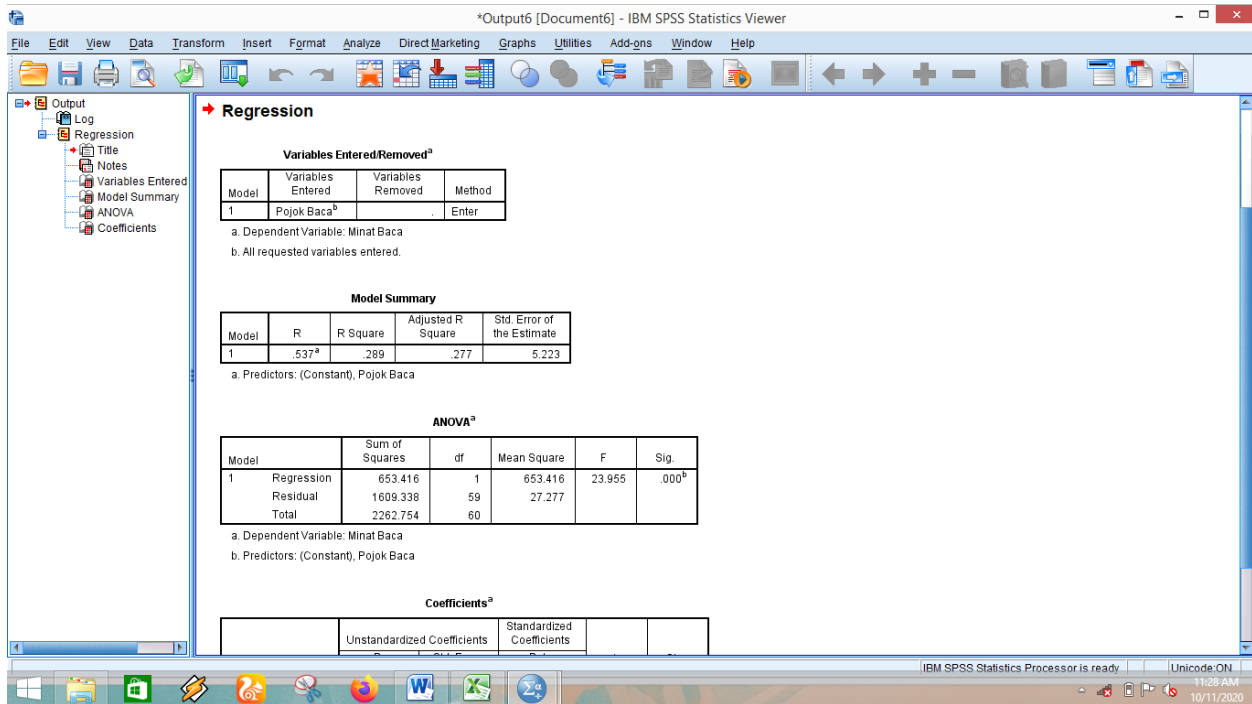 *Output6 [Document6] - IBM SPSS Statistics Viewer
File Edit View Data Transform Insert Format Analyze Direct Marketing Graphs Utilities Add-ons Window Help
Output
Log
Regression
Title
Notes
Variables Entered
Model Summary
ANOVA
Coefficients
Regression
Variables Entered/Removeda
Model Variables Entered Variables Removed Method
1 Pojok Bacab . Enter
a. Dependent Variable: Minat Baca
b. All requested variables entered.
Model Summary
Model R R Square Adjusted R Square Std. Error of the Estimate
1 .537a .289 .277 5.223
a. Predictors: (Constant), Pojok Baca
ANOVAa
Model Sum of Squares df Mean Square F Sig.
1 Regression 653.416 1 653.416 23.955 .000b
Residual 1609.338 59 27.277
Total 2262.754 60
a. Dependent Variable: Minat Baca
b. Predictors: (Constant), Pojok Baca
Coefficientsa
Unstandardized Coefficients Standardized Coefficients
IBM SPSS Statistics Processor is ready Unicode:ON
11:28 AM
10/11/2020